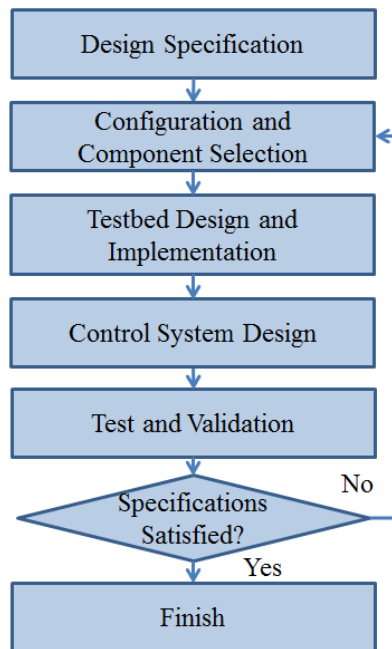 Design Specification
Configuration and
Component Selection
Testbed Design and
Implementation
Control System Design
Test and Validation
Specifications
Satisfied?
No
Yes
Finish